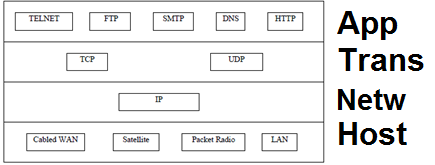 TELNET FTP SMTP DNS HTTP App
TCP UDP Trans
IP Netw
Cabled WAN Satellite Packet Radio LAN Host